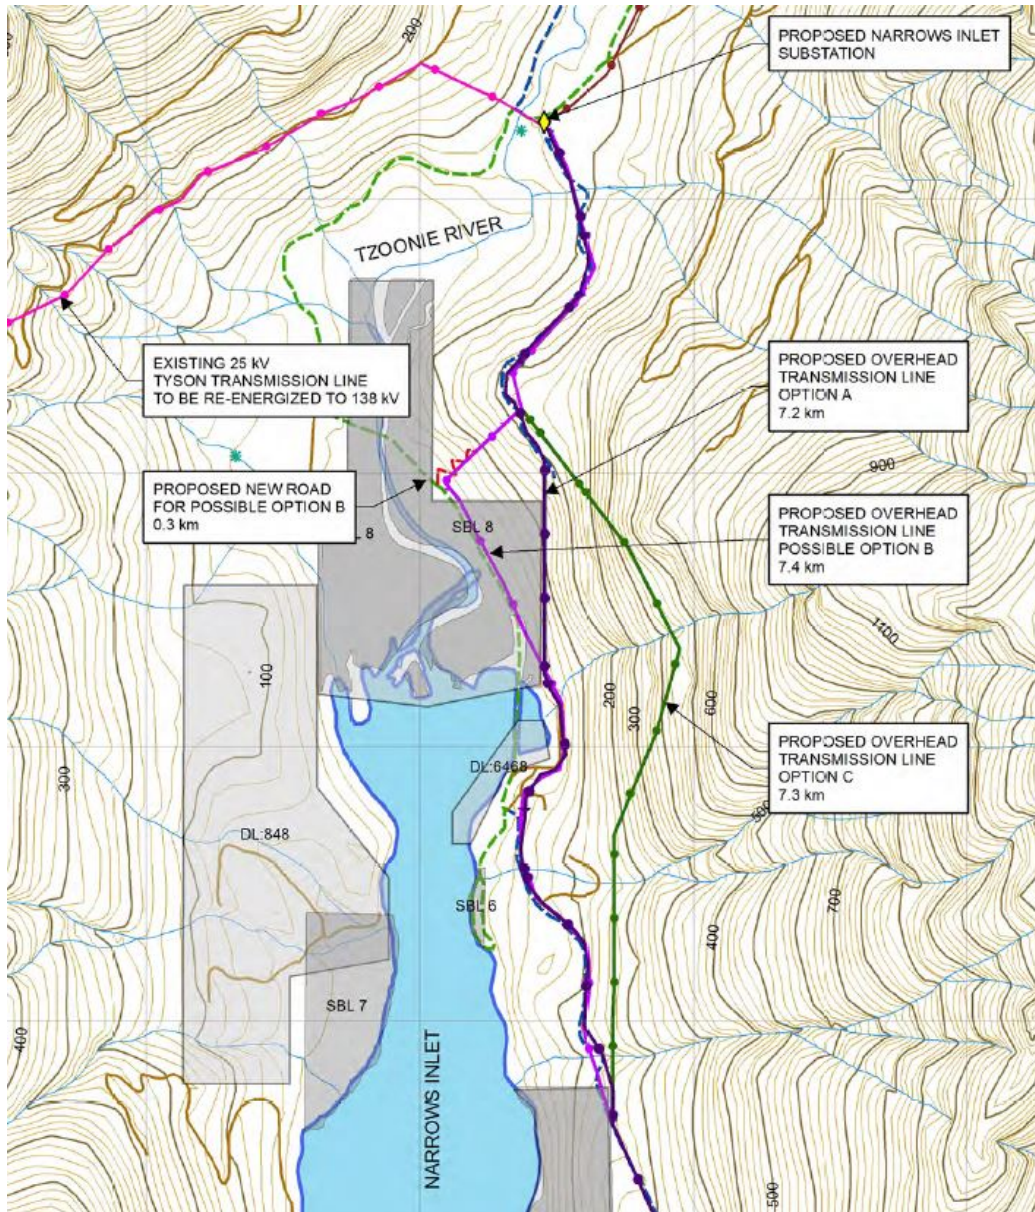 200
PROPOSED NARROWS INLET
SUBSTATION
TZOONIE RIVER
EXISTING 25 kV
TYSON TRANSMISSION LINE
TO BE RE-ENERGIZED TO 138 kV
PROPOSED OVERHEAD
TRANSMISSION LINE
OPTION A
7.2 km
900
PROPOSED NEW ROAD
FOR POSSIBLE OPTION B
0.3 km
SBL 8
8
PROPOSED OVERHEAD
TRANSMISSION LINE
POSSIBLE OPTION B
7.4 km
1100
100
200
300
600
PROPOSED OVERHEAD
TRANSMISSION LINE
OPTION C
7.3 km
300
DL:6468
DL:848
SBL 6
700
400
SBL 7
400
NARROWS INLET
500